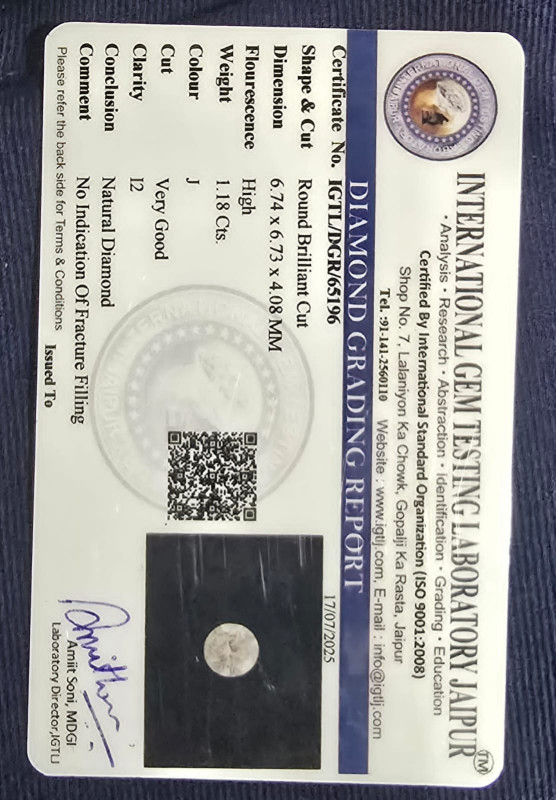 INTERNATIONAL GEM TESTING LABORATORY JAIPUR TM
• Analysis • Research • Abstraction • Identification • Grading • Education
Certified By International Standard Organization (ISO 9001:2008)
Shop No. 7, Lalaniyon Ka Chowk, Gopalji Ka Rasta, Jaipur
Tel. :91-141-2560110 Website : www.igtlj.com, E-mail : info@igtlj.com
DIAMOND GRADING REPORT
Certificate No. IGTL/DGR/65196
17/07/2025
Shape & Cut Round Brilliant Cut
Dimension 6.74 x 6.73 x 4.08 MM
Flourescence High
Weight 1.18 Cts.
Colour J
Cut Very Good
Clarity I2
Conclusion Natural Diamond
Comment No Indication Of Fracture Filling
Please refer the back side for Terms & Conditions
Issued To
Amiit Soni, MDGI
Laboratory Director,IGTLJ